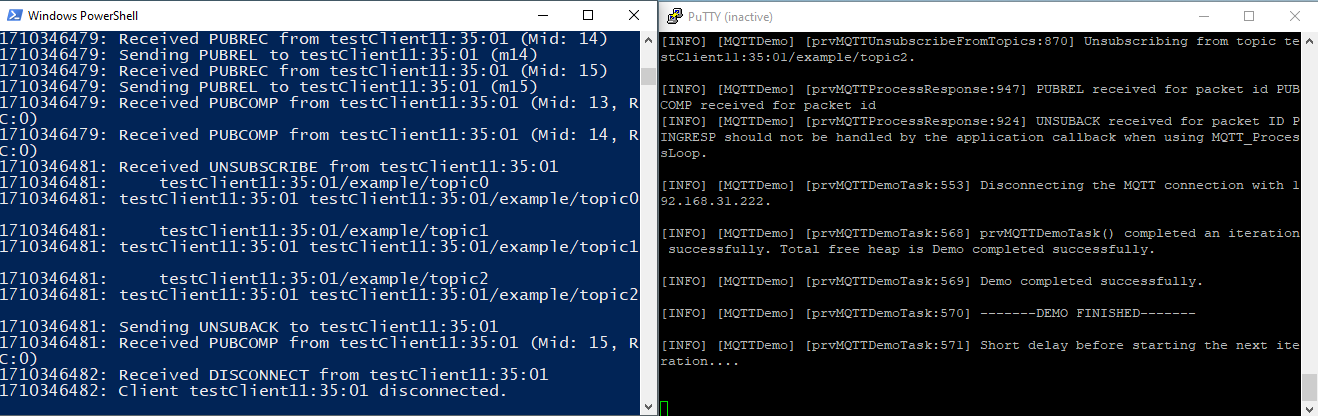 Windows PowerShell
1710346479: Received PUBREC from testClient11:35:01 (Mid: 14)
1710346479: Sending PUBREL to testClient11:35:01 (m14)
1710346479: Received PUBREC from testClient11:35:01 (Mid: 15)
1710346479: Sending PUBREL to testClient11:35:01 (m15)
1710346479: Received PUBCOMP from testClient11:35:01 (Mid: 13, R
C:0)
1710346479: Received PUBCOMP from testClient11:35:01 (Mid: 14, R
C:0)
1710346481: Received UNSUBSCRIBE from testClient11:35:01
1710346481: testClient11:35:01/example/topic0
1710346481: testClient11:35:01 testClient11:35:01/example/topic0
1710346481: testClient11:35:01/example/topic1
1710346481: testClient11:35:01 testClient11:35:01/example/topic1
1710346481: testClient11:35:01/example/topic2
1710346481: testClient11:35:01 testClient11:35:01/example/topic2
1710346481: Sending UNSUBACK to testClient11:35:01
1710346481: Received PUBCOMP from testClient11:35:01 (Mid: 15, R
C:0)
1710346482: Received DISCONNECT from testClient11:35:01
1710346482: Client testClient11:35:01 disconnected.
PuTTY (inactive)
[INFO] [MQTTDemo] [prvMQTTUnsubscribeFromTopics:870] Unsubscribing from topic te
stClient11:35:01/example/topic2.
[INFO] [MQTTDemo] [prvMQTTProcessResponse:947] PUBREL received for packet id PUB
COMP received for packet id
[INFO] [MQTTDemo] [prvMQTTProcessResponse:924] UNSUBACK received for packet ID P
INGRESP should not be handled by the application callback when using MQTT_Proces
sLoop.
[INFO] [MQTTDemo] [prvMQTTDemoTask:553] Disconnecting the MQTT connection with 1
92.168.31.222.
[INFO] [MQTTDemo] [prvMQTTDemoTask:568] prvMQTTDemoTask() completed an iteration
successfully. Total free heap is Demo completed successfully.
[INFO] [MQTTDemo] [prvMQTTDemoTask:569] Demo completed successfully.
[INFO] [MQTTDemo] [prvMQTTDemoTask:570] -------DEMO FINISHED-------
[INFO] [MQTTDemo] [prvMQTTDemoTask:571] Short delay before starting the next ite
ration....